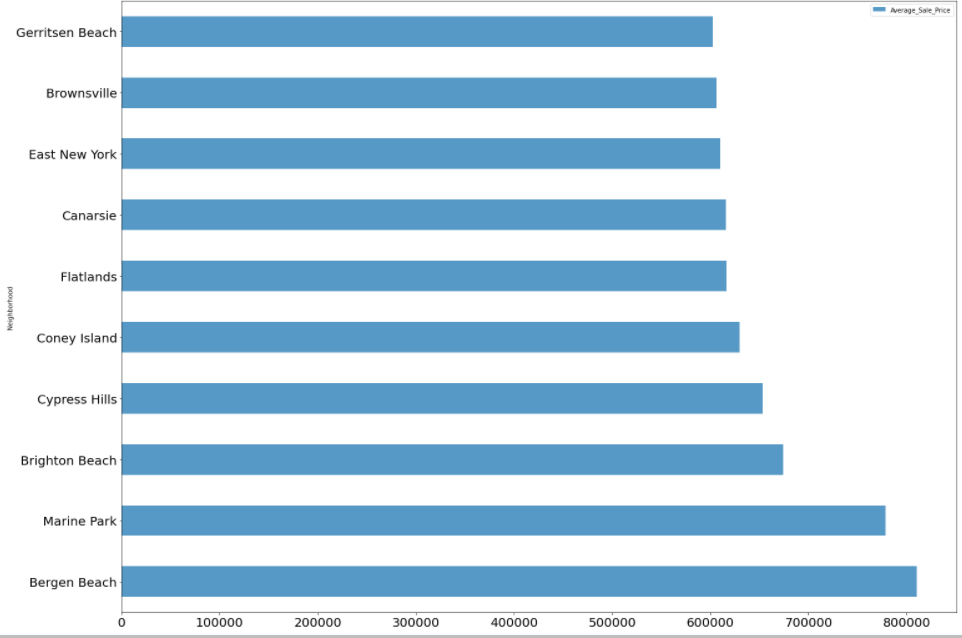 Average_Sale_Price
Gerritsen Beach
Brownsville
East New York
Canarsie
Flatlands
Neighborhood
Coney Island
Cypress Hills
Brighton Beach
Marine Park
Bergen Beach
0 100000 200000 300000 400000 500000 600000 700000 800000